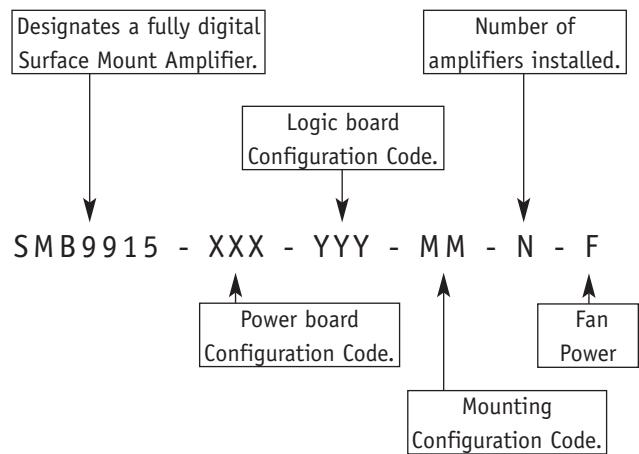 Designates a fully digital
Surface Mount Amplifier.
Number of
amplifiers installed.
Logic board
Configuration Code.
SMB9915 - XXX - YYY - MM - N - F
Power board
Configuration Code.
Fan
Power
Mounting
Configuration Code.